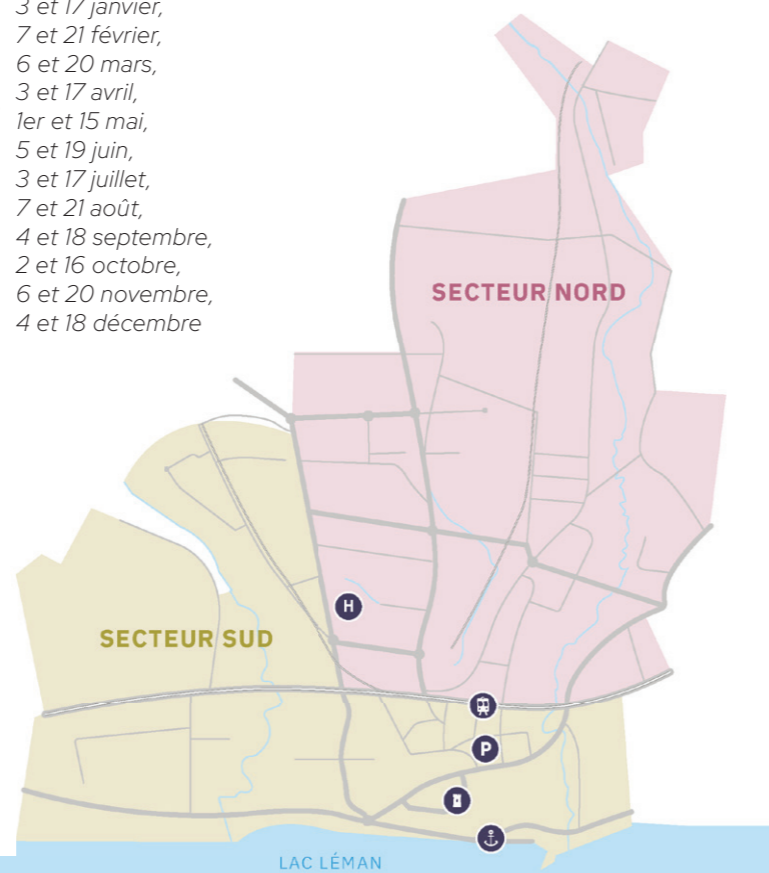 3 et 17 janvier,
7 et 21 février,
6 et 20 mars,
3 et 17 avril,
1er et 15 mai,
5 et 19 juin,
3 et 17 juillet,
7 et 21 août,
4 et 18 septembre,
2 et 16 octobre,
6 et 20 novembre,
4 et 18 décembre
SECTEUR NORD
H
SECTEUR SUD
P
LAC LÉMAN